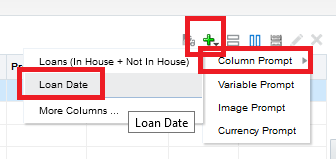 Pr
Loans (In House + Not In House)
Loan Date
More Columns ...
Loan Date
Column Prompt
Variable Prompt
Image Prompt
Currency Prompt